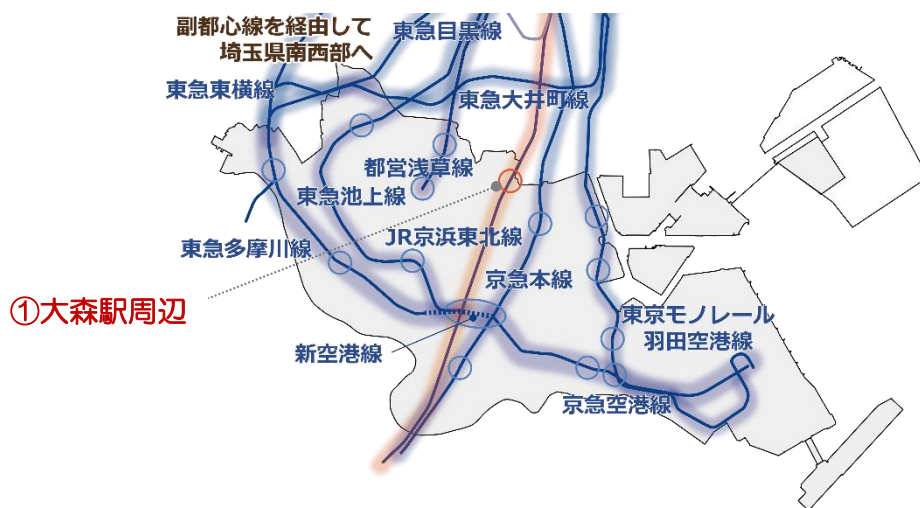 副都心線を経由して
埼玉県南西部へ
東急目黒線
東急東横線
東急大井町線
都営浅草線
東急池上線
東急多摩川線
JR京浜東北線
京急本線
①大森駅周辺
東京モノレール
羽田空港線
新空港線
京急空港線